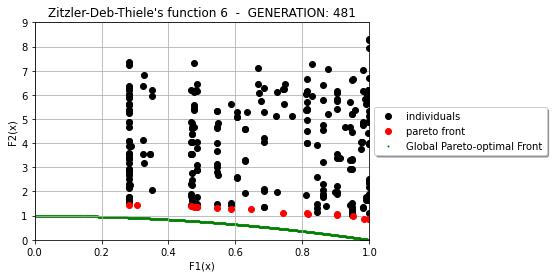 Zitzler-Deb-Thiele's function 6 - GENERATION: 481
9
8
7
6
5
4
3
2
1
0
F2(x)
0.0 0.2 0.4 0.6 0.8 1.0
F1(x)
individuals
pareto front
Global Pareto-optimal Front